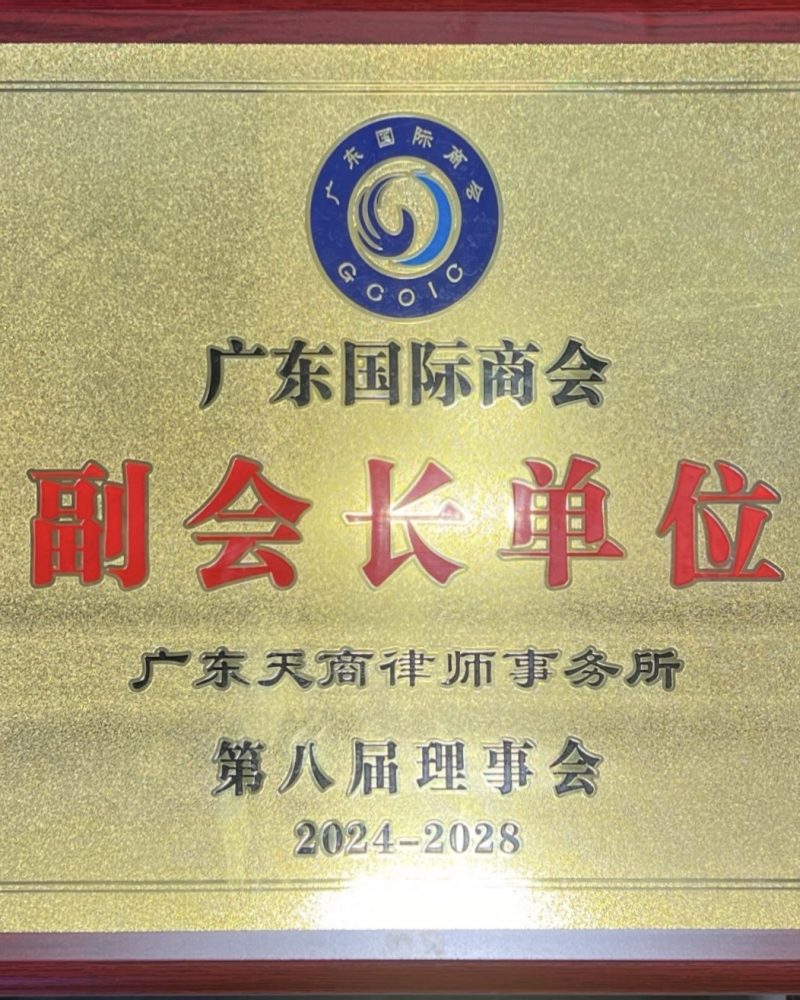 广东国际商会
GCOIC
广东国际商会
副会长单位
广东天商律师事务所
第八届理事会
2024-2028